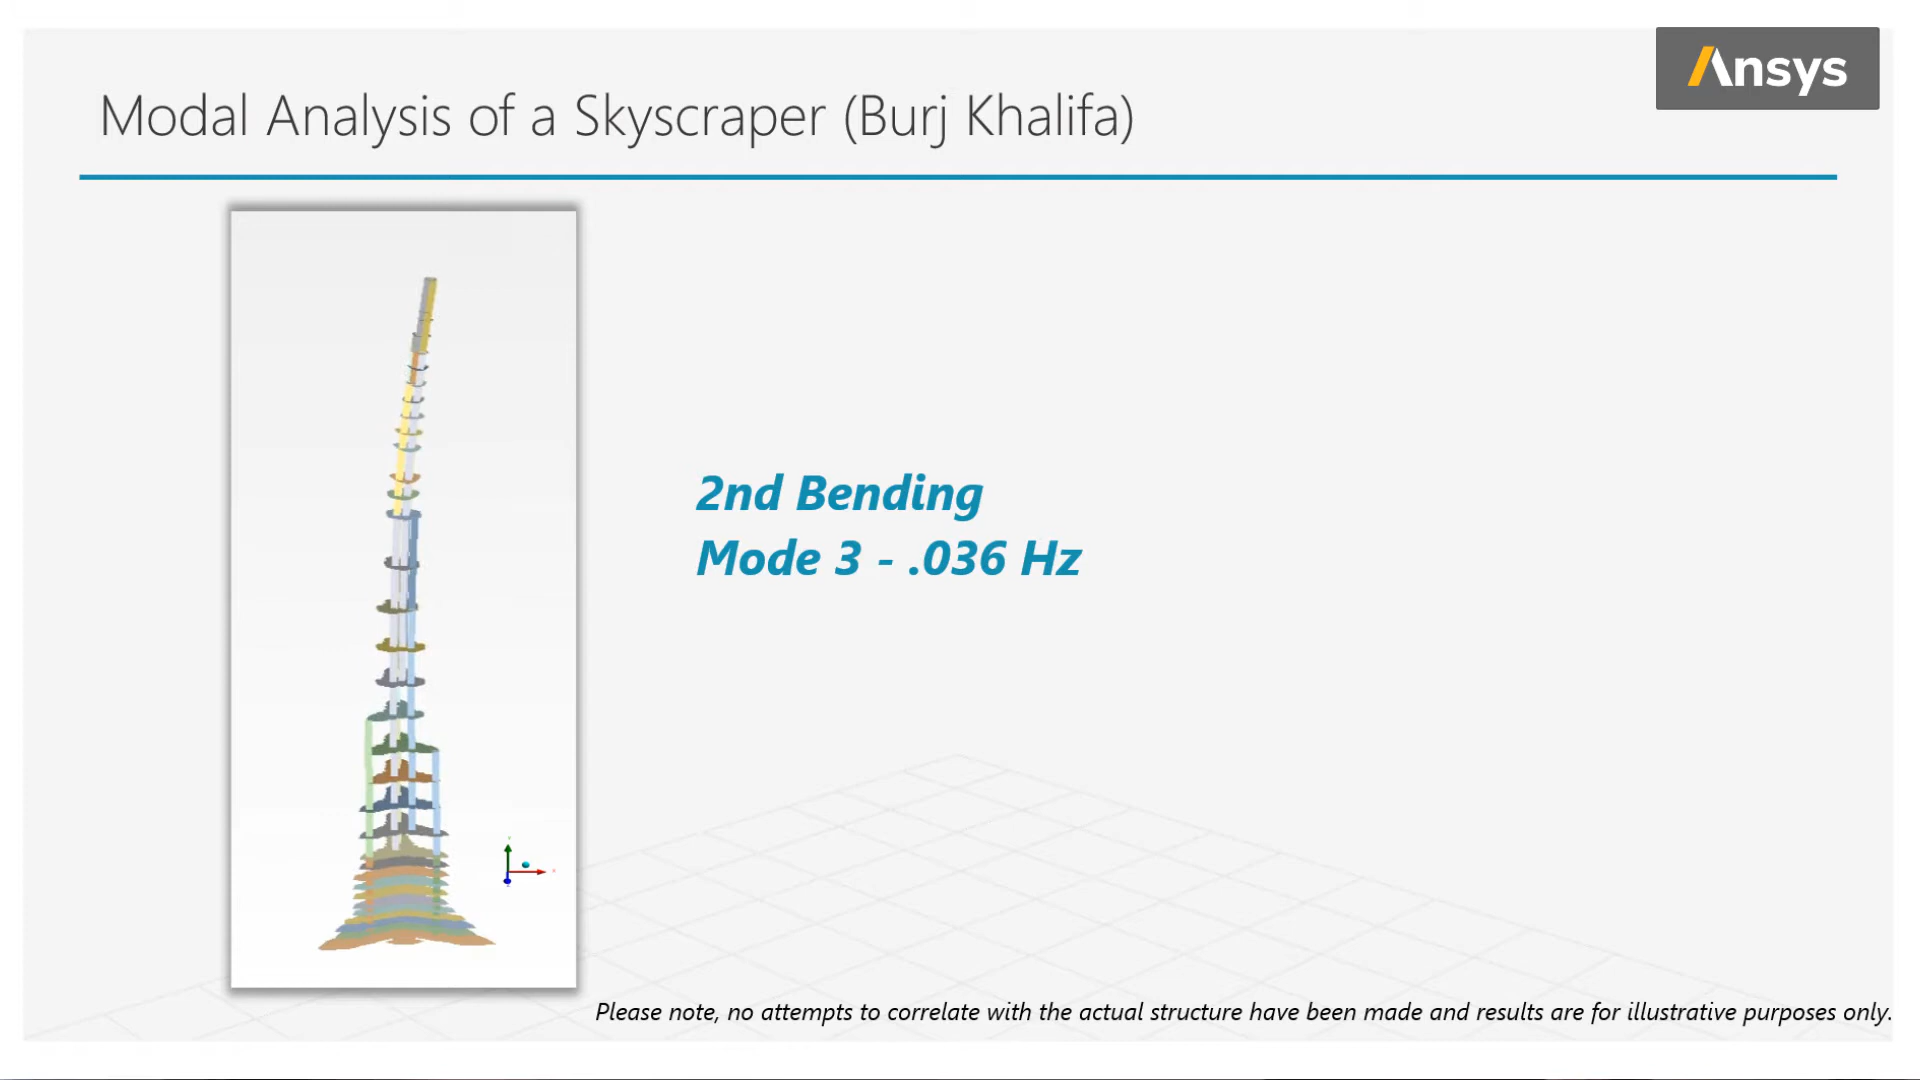 Ansys
Modal Analysis of a Skyscraper (Burj Khalifa)
2nd Bending
Mode 3 - .036 Hz
Please note, no attempts to correlate with the actual structure have been made and results are for illustrative purposes only.